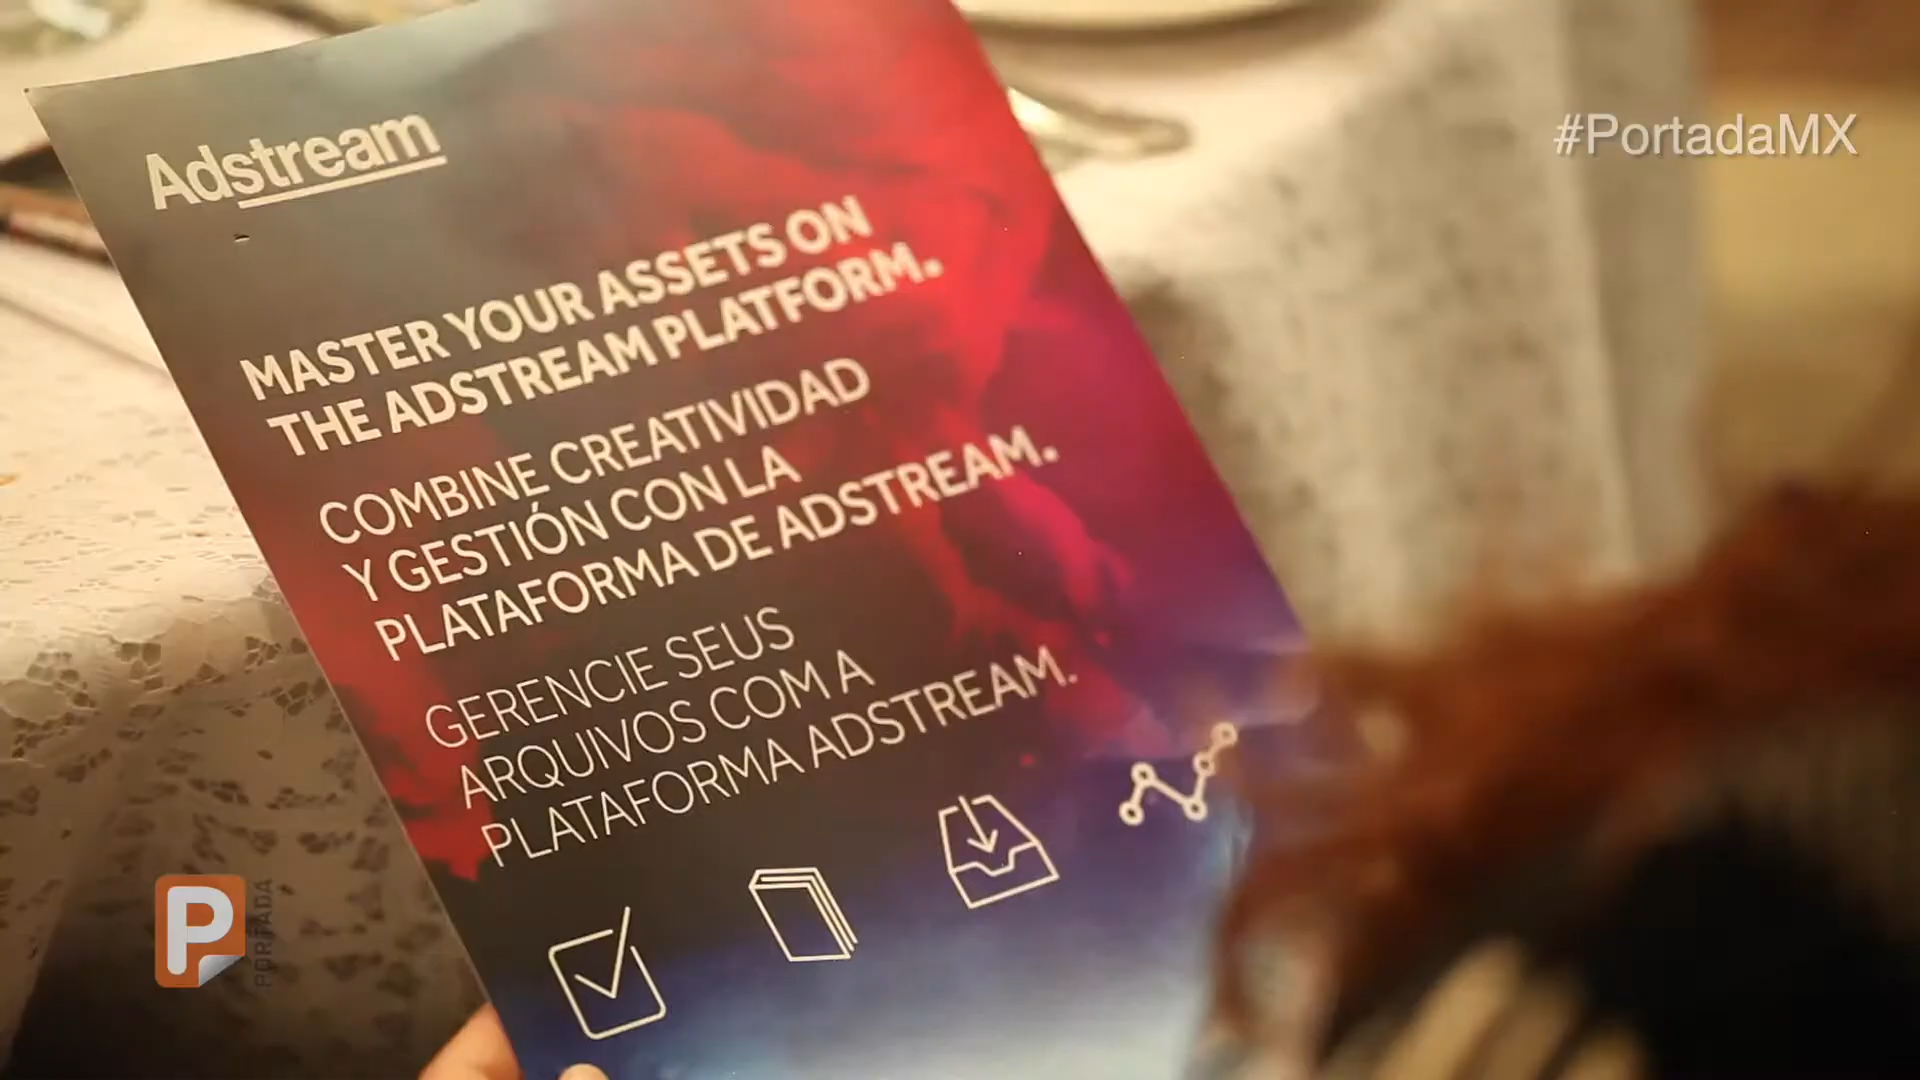 #PortadaMX
Adstream
MASTER YOUR ASSETS ON
THE ADSTREAM PLATFORM.
COMBINE CREATIVIDAD
Y GESTIÓN CON LA
PLATAFORMA DE ADSTREAM.
GERENCIE SEUS
ARQUIVOS COM A
PLATAFORMA ADSTREAM.
P
PORTADA